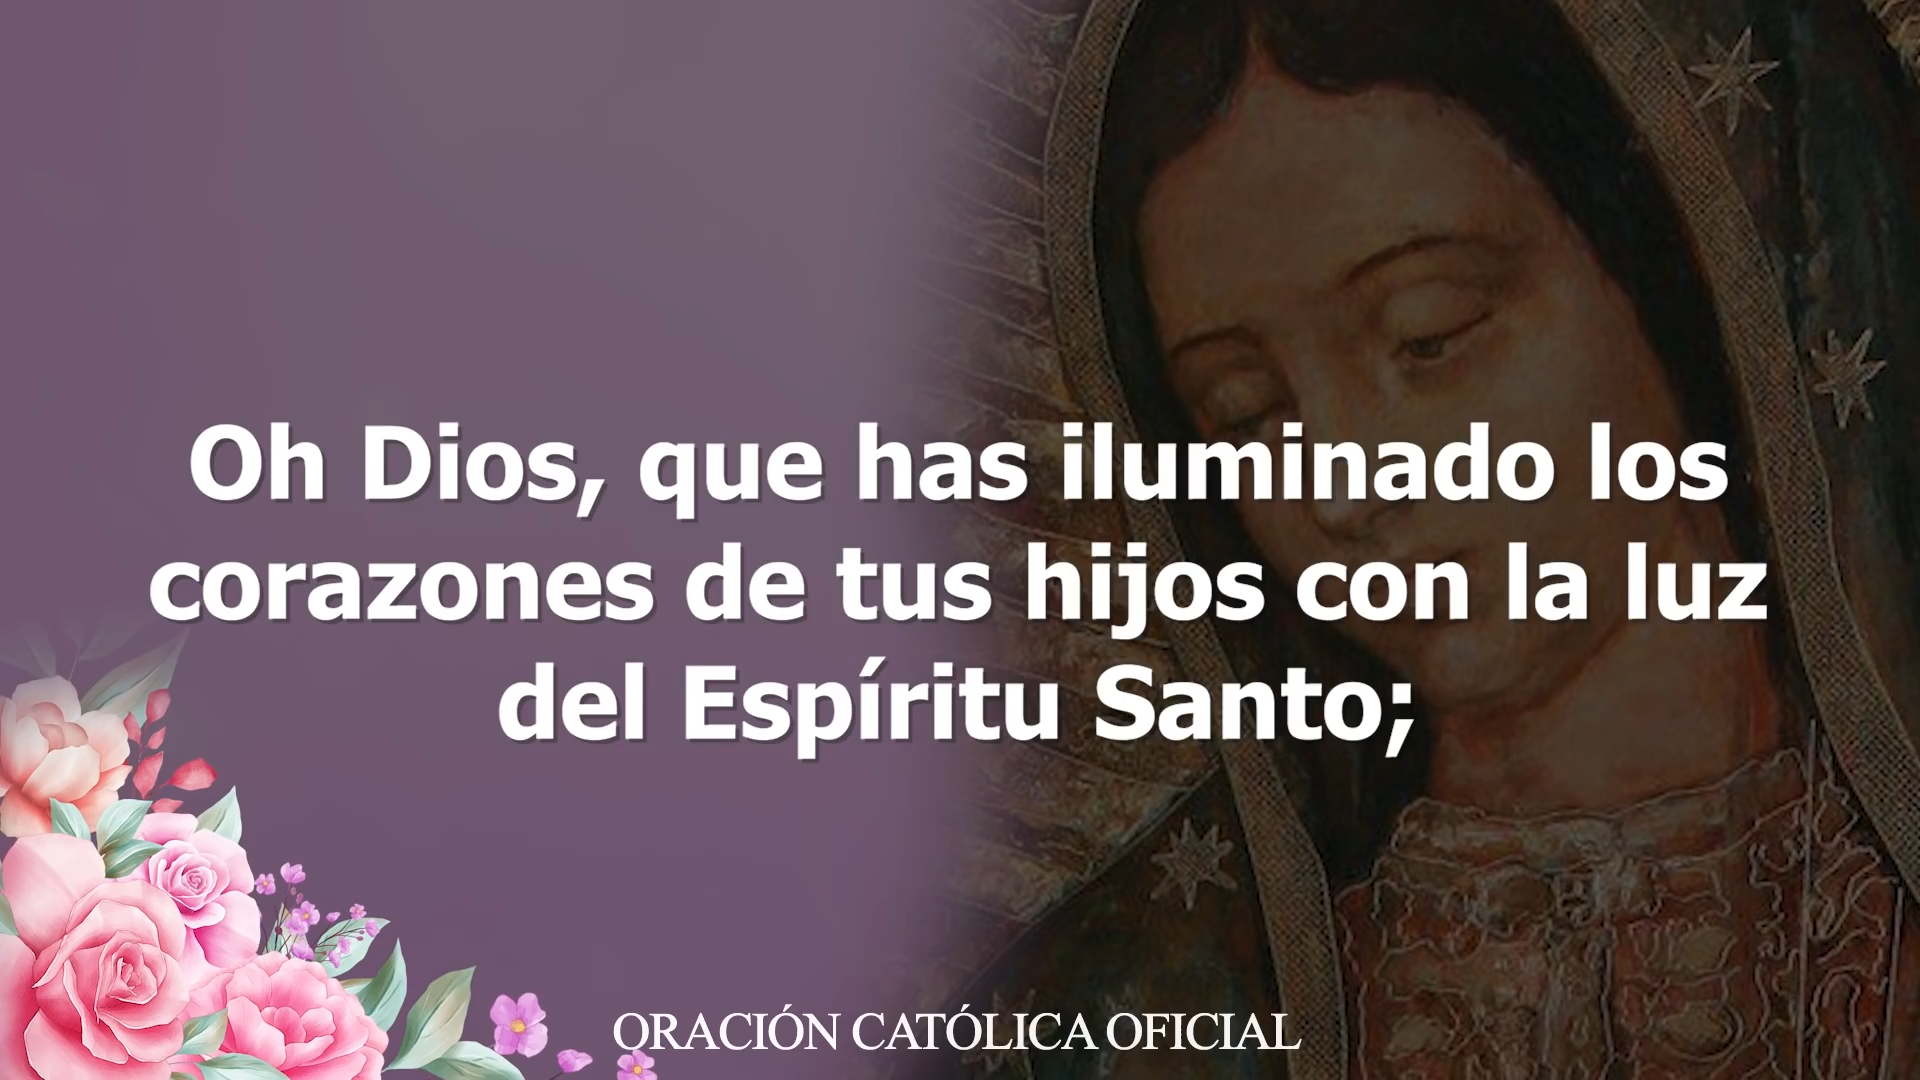 Oh Dios, que has iluminado los
corazones de tus hijos con la luz
del Espíritu Santo;
ORACIÓN CATÓLICA OFICIAL